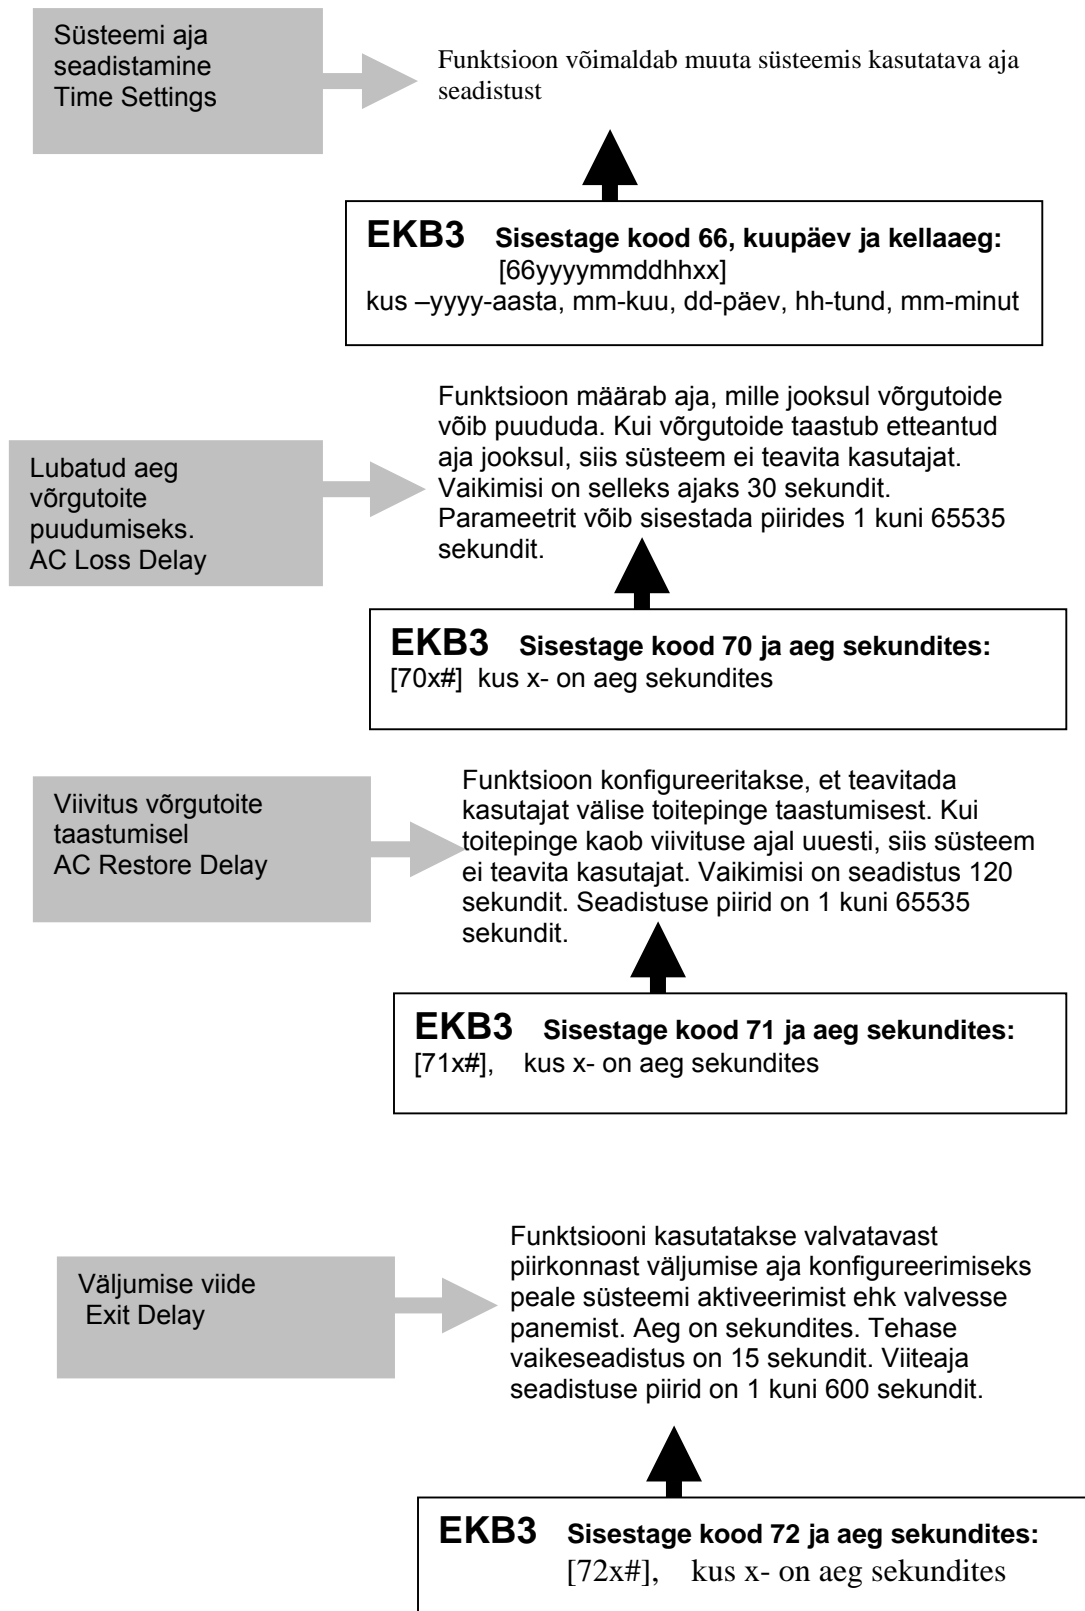 Süsteemi aja
seadistamine
Time Settings
Funktsioon võimaldab muuta süsteemis kasutatava aja
seadistust
EKB3 Sisestage kood 66, kuupäev ja kellaaeg:
[66yyyymmddhhxx]
kus –yyyy-aasta, mm-kuu, dd-päev, hh-tund, mm-minut
Lubatud aeg
võrgutoite
puudumiseks.
AC Loss Delay
Funktsioon määrab aja, mille jooksul võrgutoide
võib puududa. Kui võrgutoide taastub etteantud
aja jooksul, siis süsteem ei teavita kasutajat.
Vaikimisi on selleks ajaks 30 sekundit.
Parameetrit võib sisestada piirides 1 kuni 65535
sekundit.
EKB3 Sisestage kood 70 ja aeg sekundites:
[70x#] kus x- on aeg sekundites
Viivitus võrgutoite
taastumisel
AC Restore Delay
Funktsioon konfigureeritakse, et teavitada
kasutajat välise toitepinge taastumisest. Kui
toitepinge kaob viivituse ajal uuesti, siis süsteem
ei teavita kasutajat. Vaikimisi on seadistus 120
sekundit. Seadistuse piirid on 1 kuni 65535
sekundit.
EKB3 Sisestage kood 71 ja aeg sekundites:
[71x#], kus x- on aeg sekundites
Väljumise viide
Exit Delay
Funktsiooni kasutatakse valvatavast
piirkonnast väljumise aja konfigureerimiseks
peale süsteemi aktiveerimist ehk valvesse
panemist. Aeg on sekundites. Tehase
vaikeseadistus on 15 sekundit. Viiteaja
seadistuse piirid on 1 kuni 600 sekundit.
EKB3 Sisestage kood 72 ja aeg sekundites:
[72x#], kus x- on aeg sekundites